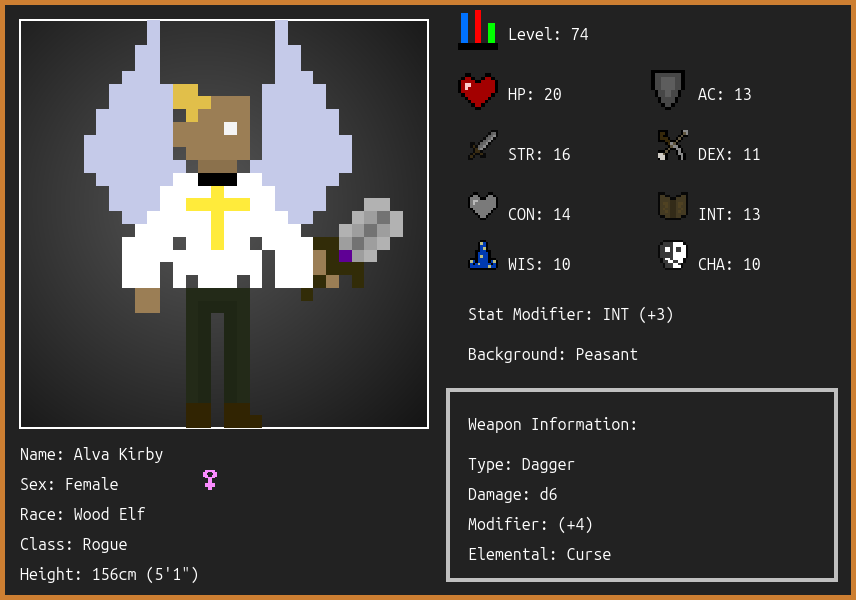 Level: 74
HP: 20
AC: 13
STR: 16
DEX: 11
CON: 14
INT: 13
WIS: 10
CHA: 10
Stat Modifier: INT (+3)
Background: Peasant
Weapon Information:
Type: Dagger
Damage: d6
Modifier: (+4)
Elemental: Curse
Name: Alva Kirby
Sex: Female
Race: Wood Elf
Class: Rogue
Height: 156cm (5'1")